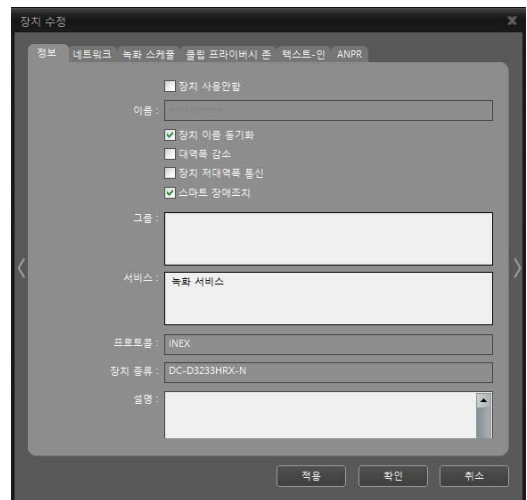 장치 수정
정보 네트워크 녹화 스케줄 클립 프라이버시 존 텍스트-인 ANPR
장치 사용안함
이름 :
장치 이름 동기화
대역폭 감소
장치 저대역폭 통신
스마트 장애조치
그룹 :
서비스 : 녹화 서비스
프로토콜 : iNEX
장치 종류 : DC-D3233HRX-N
설명 :
적용 확인 취소